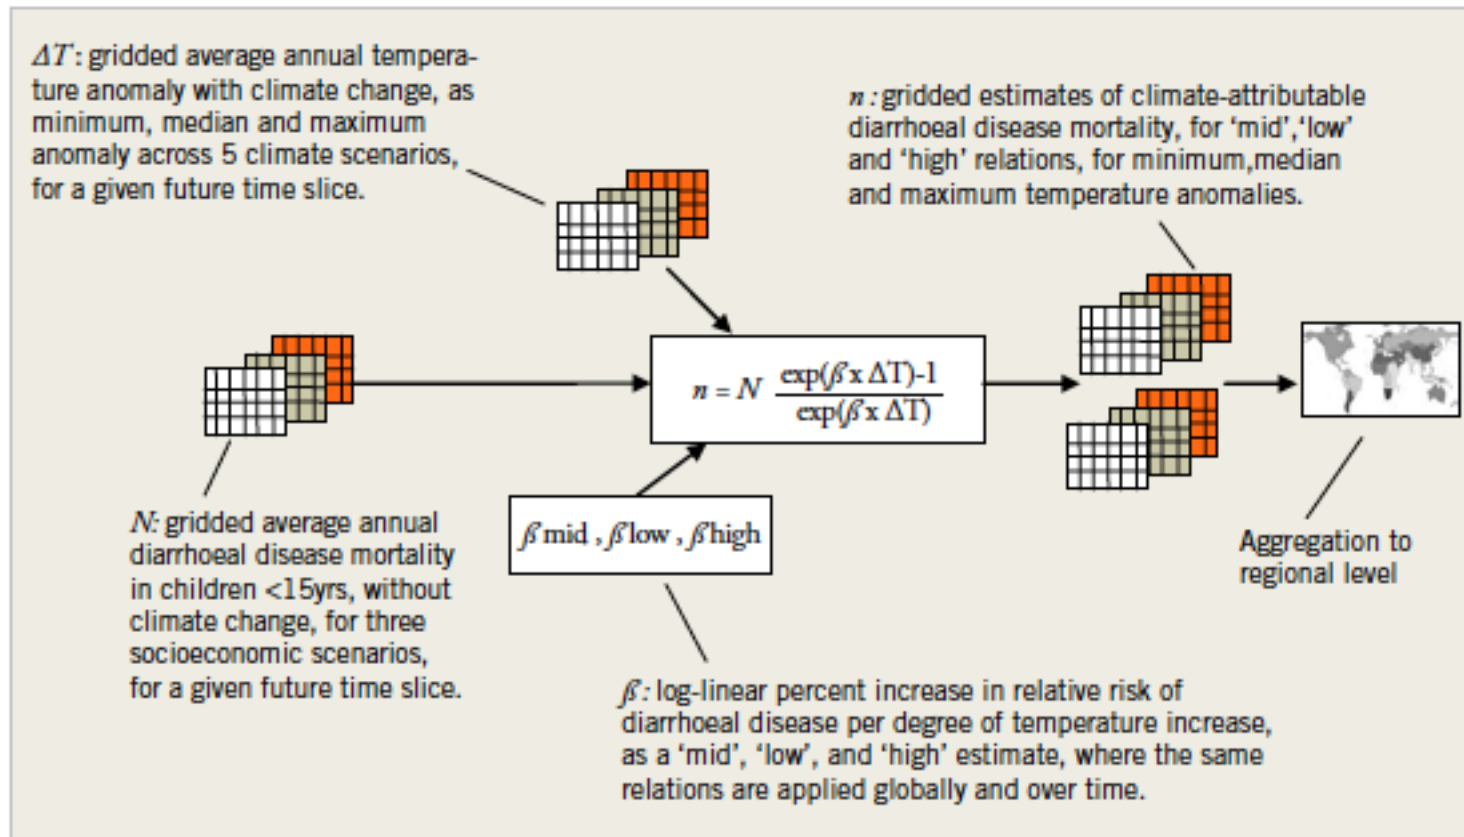 ΔT: gridded average annual tempera-
ture anomaly with climate change, as
minimum, median and maximum
anomaly across 5 climate scenarios,
for a given future time slice.
n: gridded estimates of climate-attributable
diarrhoeal disease mortality, for ‘mid’,‘low’
and ‘high’ relations, for minimum,median
and maximum temperature anomalies.
n = N exp(ß x ΔT)-1
exp(ß x ΔT)
ß mid , ß low , ß high
N: gridded average annual
diarrhoeal disease mortality
in children <15yrs, without
climate change, for three
socioeconomic scenarios,
for a given future time slice.
Aggregation to
regional level
ß: log-linear percent increase in relative risk of
diarrhoeal disease per degree of temperature increase,
as a ‘mid’, ‘low’, and ‘high’ estimate, where the same
relations are applied globally and over time.